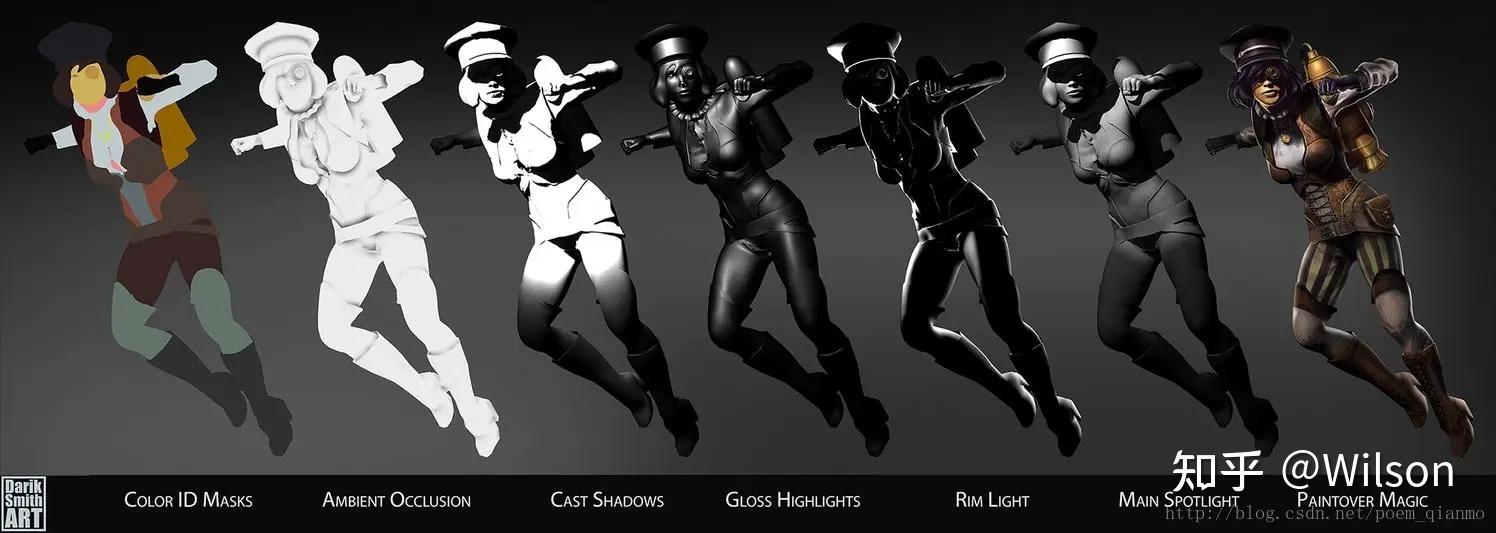 知乎 @Wilson
Darik
Smith
ART
Color ID Masks
Ambient Occlusion
Cast Shadows
Gloss Highlights
Rim Light
Main Spotlight
Paintover Magic
http://blog.csdn.net/poem_qianmo